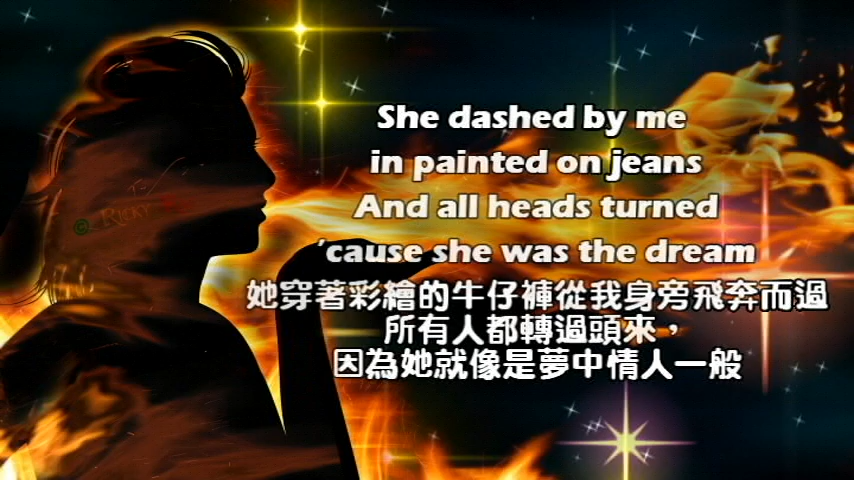 She dashed by me
in painted on jeans
And all heads turned
'cause she was the dream
她穿著彩繪的牛仔褲從我身旁飛奔而過
所有人都轉過頭來，
因為她就像是夢中情人一般
© RICKY